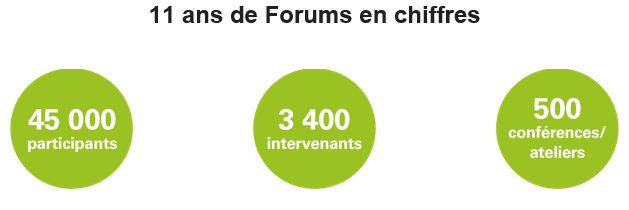 11 ans de Forums en chiffres
45 000
participants
3 400
intervenants
500
conférences/
ateliers